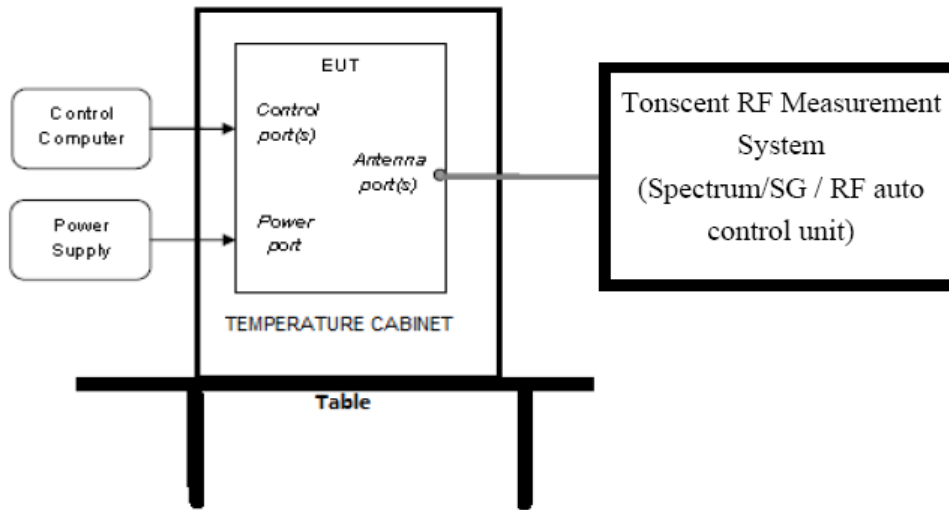 EUT
Control
Computer
Control
port(s)
Antenna
port(s)
Power
Supply
Power
port
TEMPERATURE CABINET
Table
Tonscent RF Measurement
System
(Spectrum/SG / RF auto
control unit)